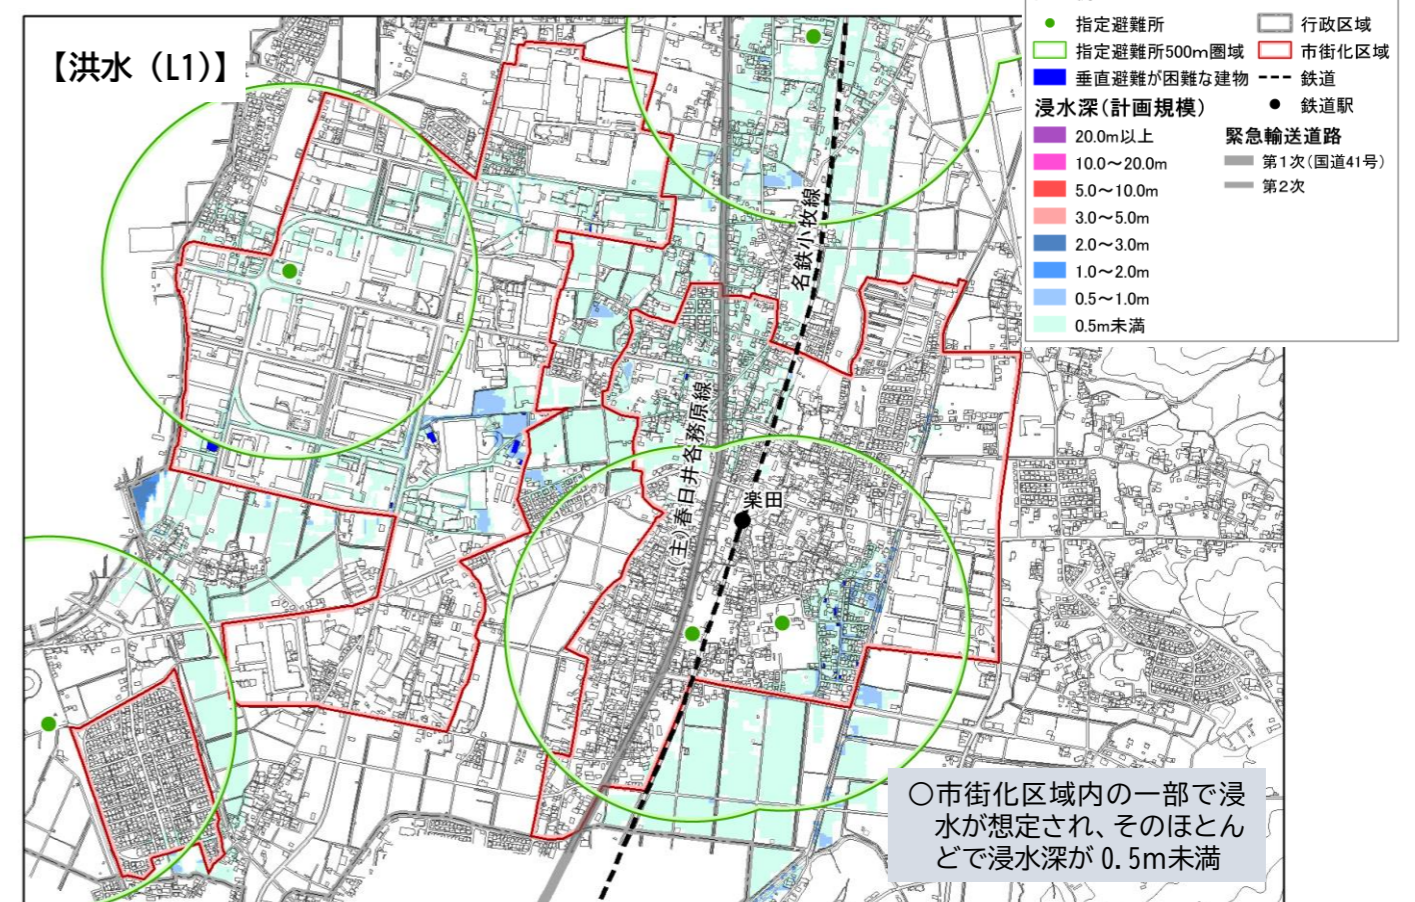 【洪水（L1）】
指定避難所
行政区域
指定避難所500m圏域
市街化区域
垂直避難が困難な建物
鉄道
浸水深(計画規模)
鉄道駅
20.0m以上
緊急輸送道路
10.0～20.0m
第1次(国道41号)
5.0～10.0m
第2次
3.0～5.0m
2.0～3.0m
1.0～2.0m
0.5～1.0m
0.5m未満
名鉄小牧線
(主)春日井各務原線
楽田
○市街化区域内の一部で浸
水が想定され、そのほとん
どで浸水深が0.5m未満